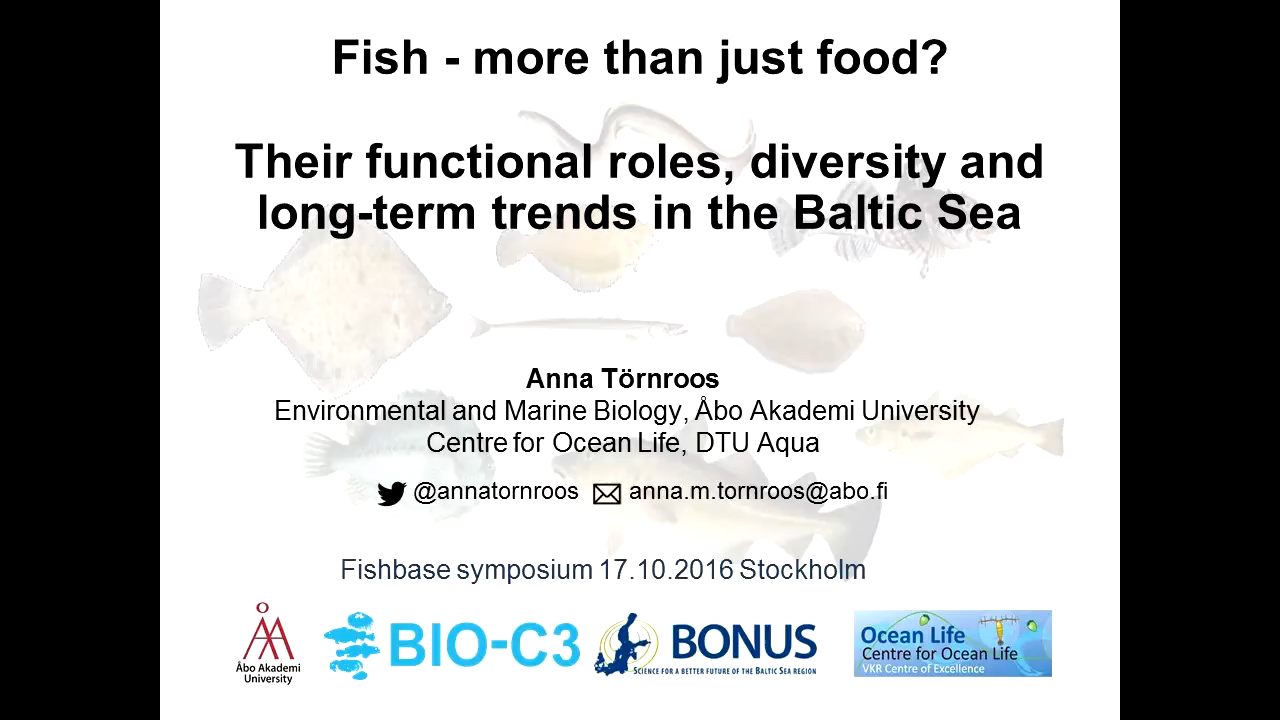 Fish - more than just food?
Their functional roles, diversity and
long-term trends in the Baltic Sea
Anna Törnroos
Environmental and Marine Biology, Åbo Akademi University
Centre for Ocean Life, DTU Aqua
@annatornroos anna.m.tornroos@abo.fi
Fishbase symposium 17.10.2016 Stockholm
Åbo Akademi
University
BIO-C3
BONUS
SCIENCE FOR A BETTER FUTURE OF THE BALTIC SEA REGION
Ocean Life
Centre for Ocean Life
VKR Centre of Excellence